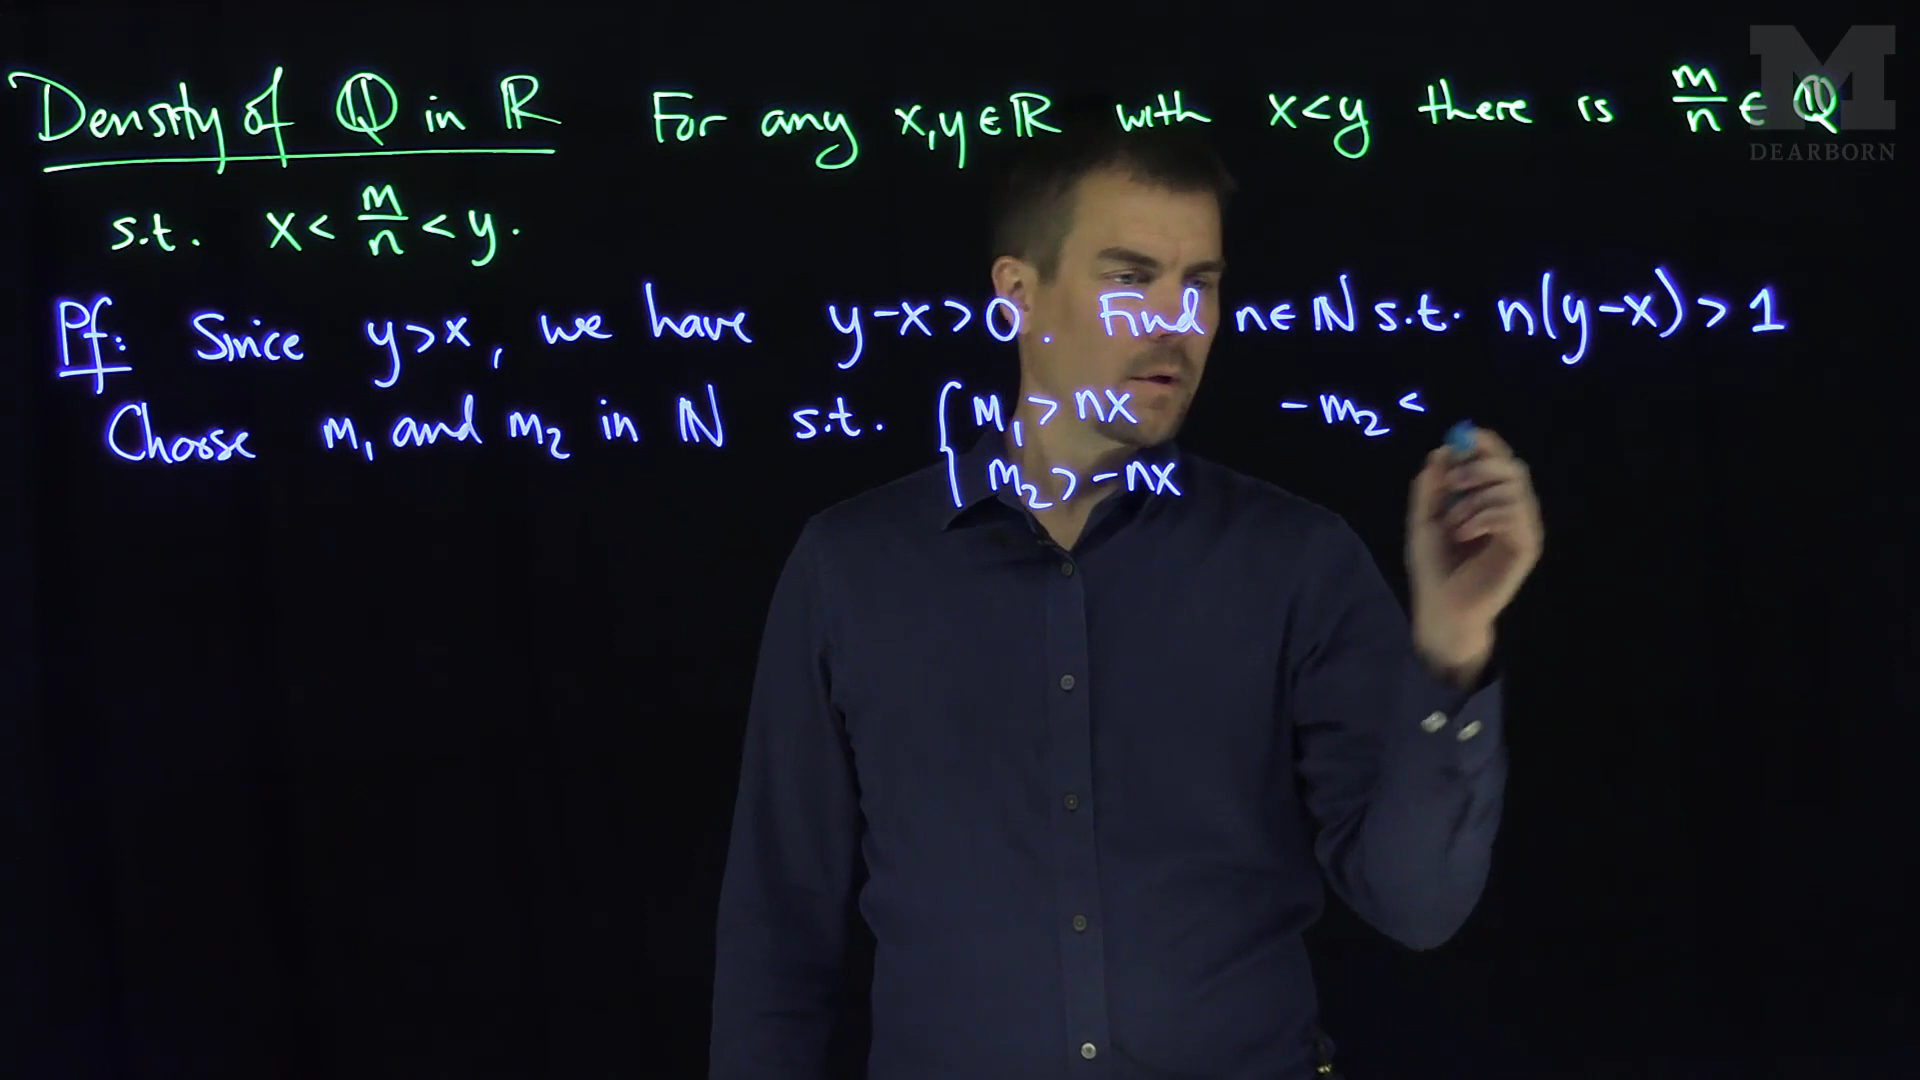 Density of ℚ in ℝ For any x,y∈ℝ with x<y there is m/n ∈ ℚ
s.t. x < m/n < y.
Pf: Since y>x, we have y-x>0. Find n∈ℕ s.t. n(y-x)>1
Choose m₁ and m₂ in ℕ s.t. { m₁ > nx -m₂ <
m₂ > -nx
M
DEARBORN